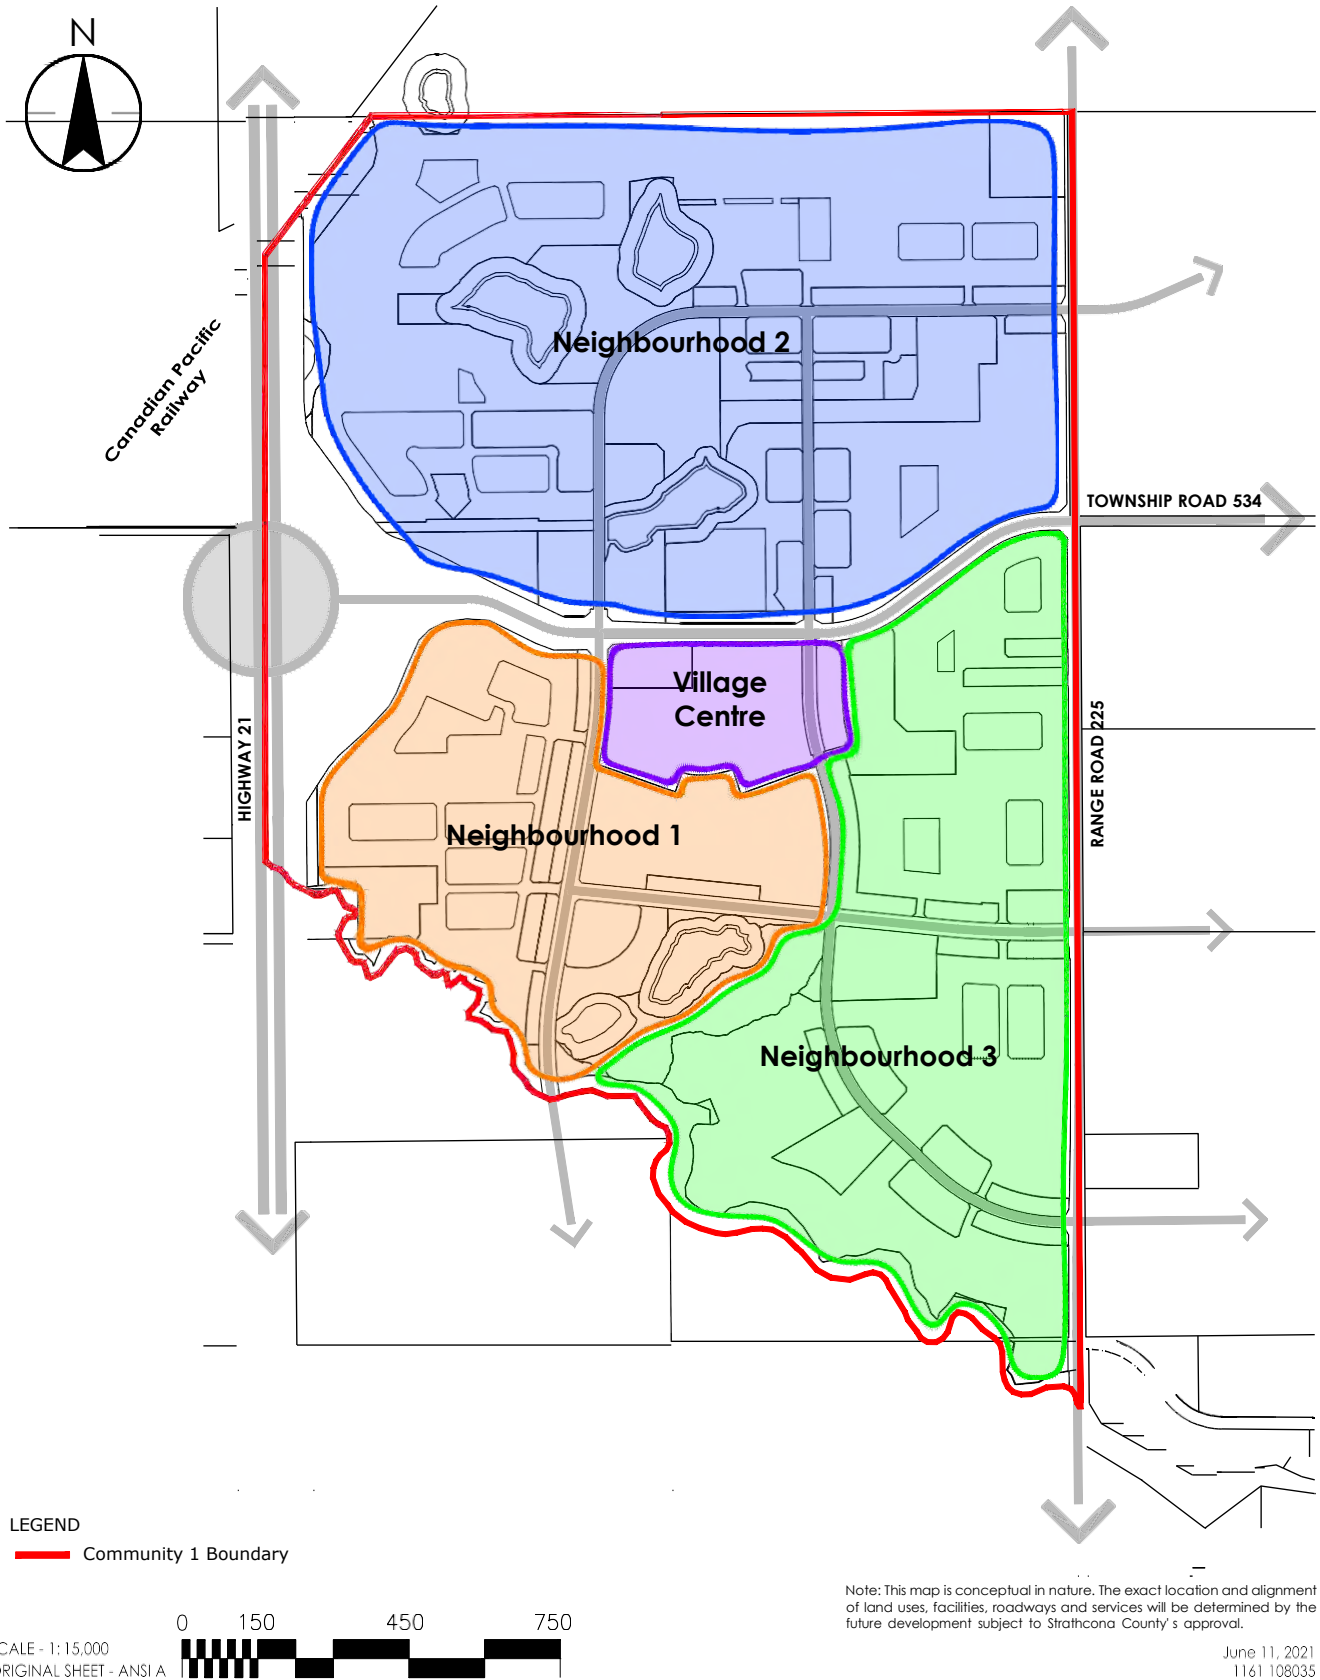 N
Canadian Pacific
Railway
Neighbourhood 2
TOWNSHIP ROAD 534
Village
Centre
HIGHWAY 21
RANGE ROAD 225
Neighbourhood 1
Neighbourhood 3
LEGEND
Community 1 Boundary
0 150 450 750
CALE - 1:15,000
ORIGINAL SHEET - ANSI A
Note: This map is conceptual in nature. The exact location and alignment
of land uses, facilities, roadways and services will be determined by the
future development subject to Strathcona County's approval.
June 11, 2021
1161 108035